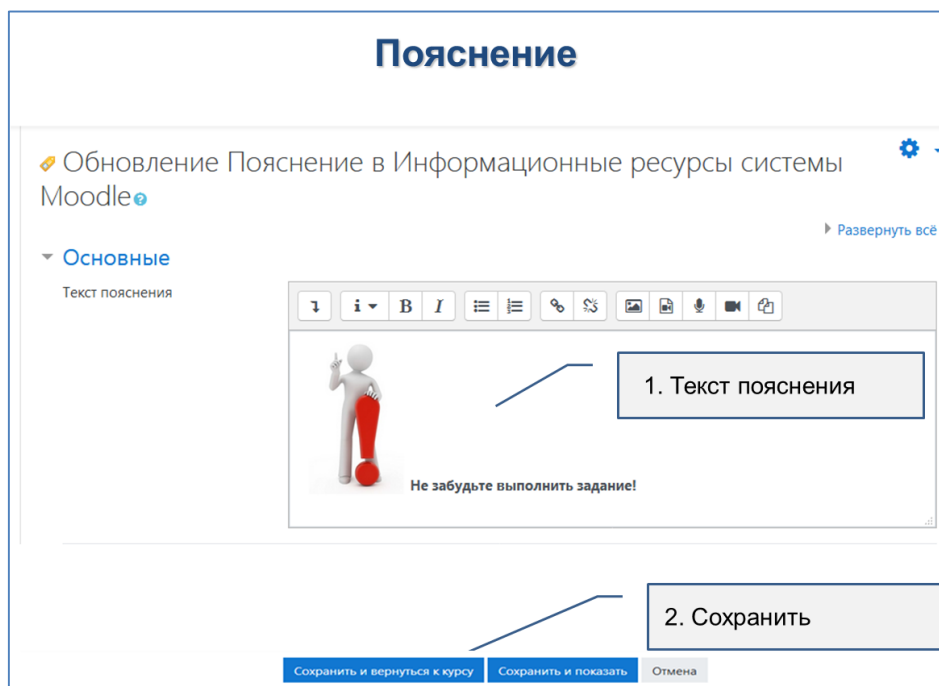 Пояснение
Обновление Пояснение в Информационные ресурсы системы
Moodle
Развернуть всё
Основные
Текст пояснения
1. Текст пояснения
Не забудьте выполнить задание!
2. Сохранить
Сохранить и вернуться к курсу Сохранить и показать Отмена